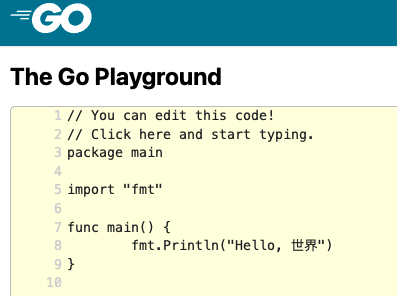 GO
The Go Playground
1 // You can edit this code!
2 // Click here and start typing.
3 package main
4
5 import "fmt"
6
7 func main() {
8         fmt.Println("Hello, 世界")
9 }
10